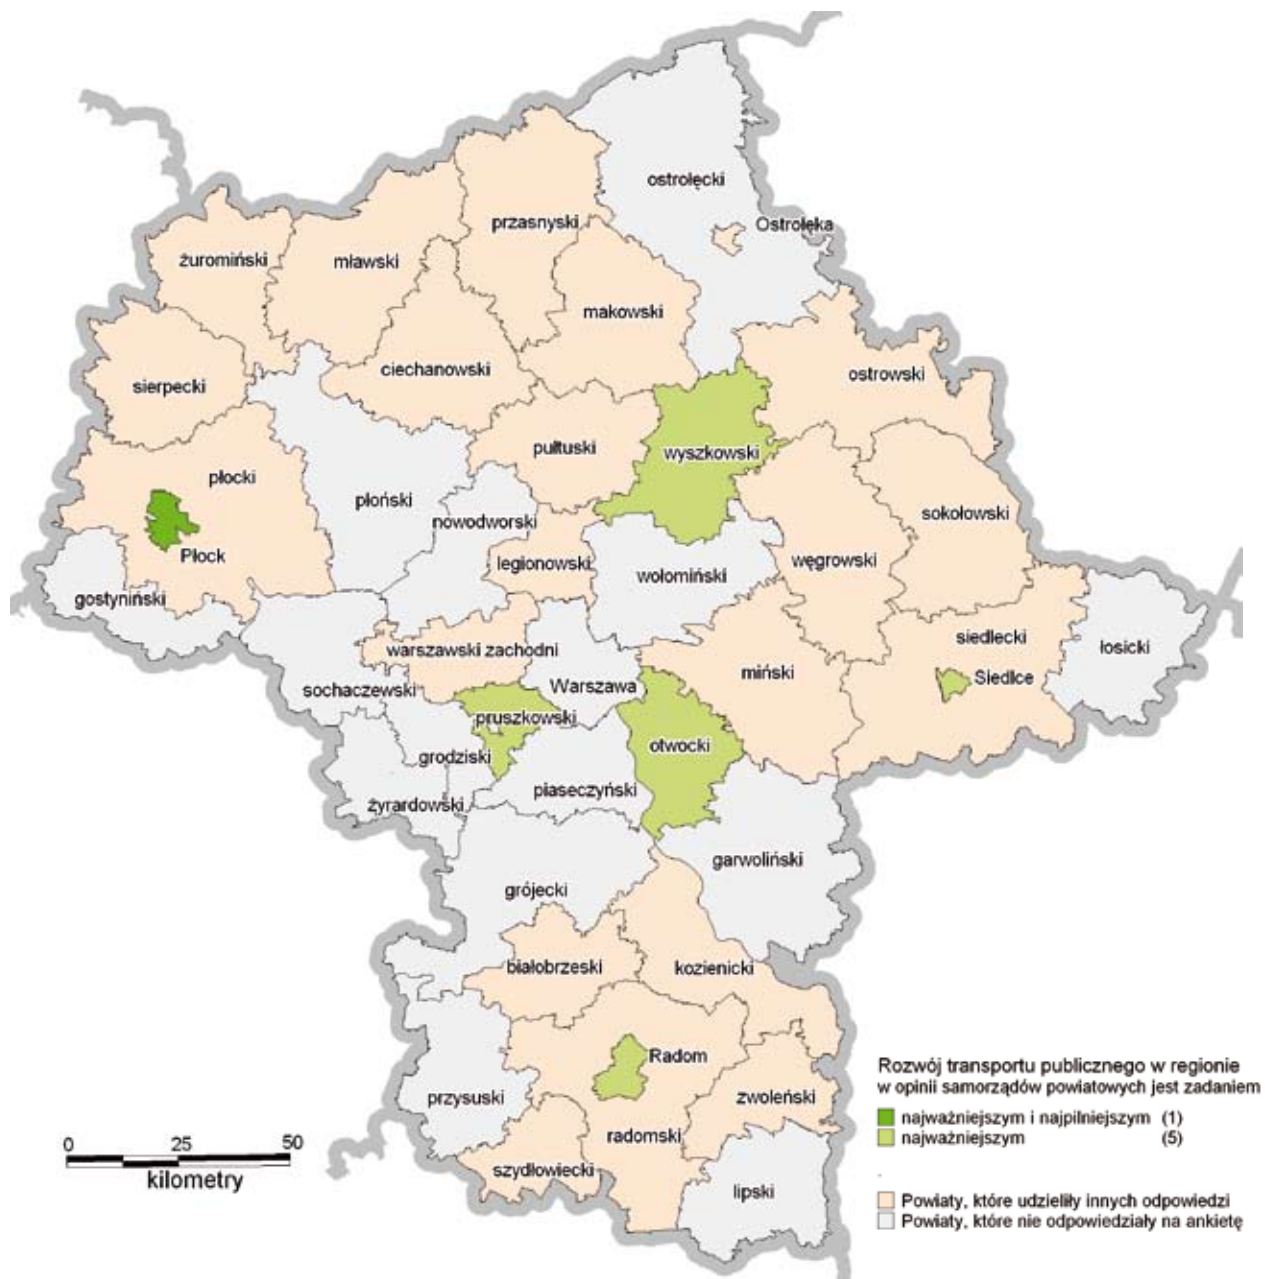 ostrołęcki
Ostrołęka
przasnyski
żuromiński
mławski
makowski
ciechanowski
ostrowski
sierpecki
pułtuski
wyszkowski
płocki
płoński
sokołowski
nowodworski
Płock
legionowski
wołomiński
węgrowski
gostyniński
siedlecki
łosicki
warszawski zachodni
miński
Siedlce
sochaczewski
Warszawa
pruszkowski
otwocki
grodziski
piaseczyński
żyrardowski
garwoliński
grójecki
białobrzeski
kozienicki
Radom
przysuski
zwoleński
radomski
szydłowiecki
lipski
0 25 50
kilometry
Rozwój transportu publicznego w regionie
w opinii samorządów powiatowych jest zadaniem
najważniejszym i najpilniejszym (1)
najważniejszym (5)
Powiaty, które udzieliły innych odpowiedzi
Powiaty, które nie odpowiedziały na ankietę